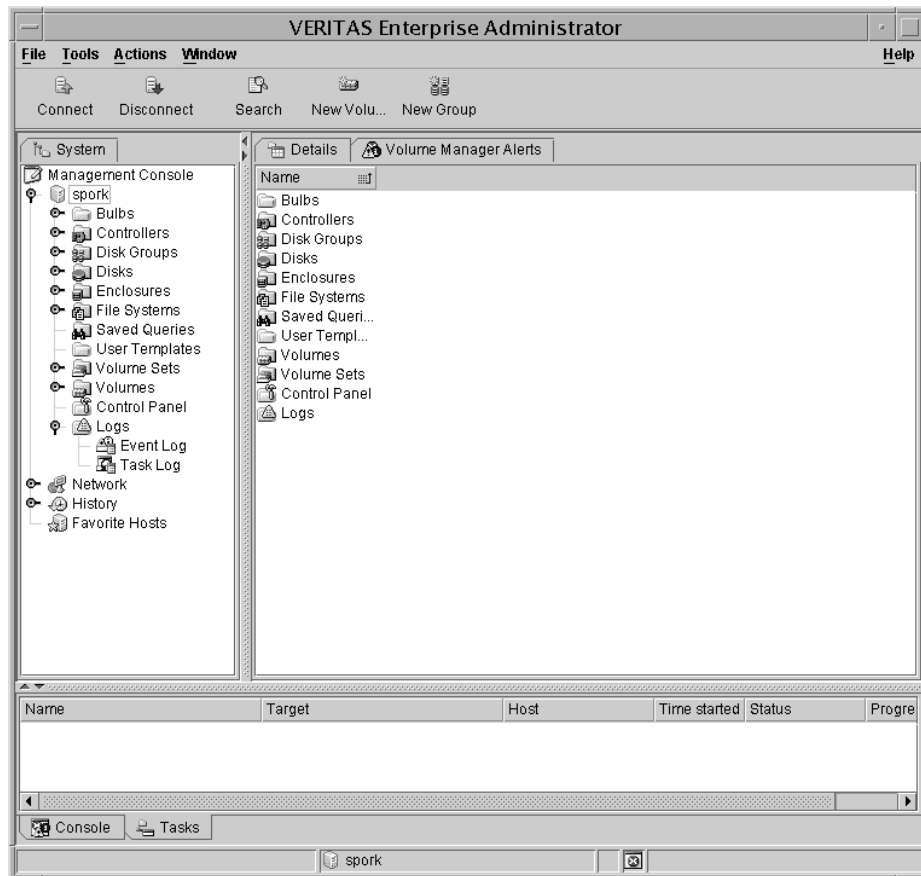 VERITAS Enterprise Administrator
File Tools Actions Window Help
Connect Disconnect Search New Volu... New Group
System
Management Console
spork
Bulbs
Controllers
Disk Groups
Disks
Enclosures
File Systems
Saved Queries
User Templates
Volume Sets
Volumes
Control Panel
Logs
Event Log
Task Log
Network
History
Favorite Hosts
Details Volume Manager Alerts
Name
Bulbs
Controllers
Disk Groups
Disks
Enclosures
File Systems
Saved Queri...
User Templ...
Volumes
Volume Sets
Control Panel
Logs
Name Target Host Time started Status Progre
Console Tasks
spork